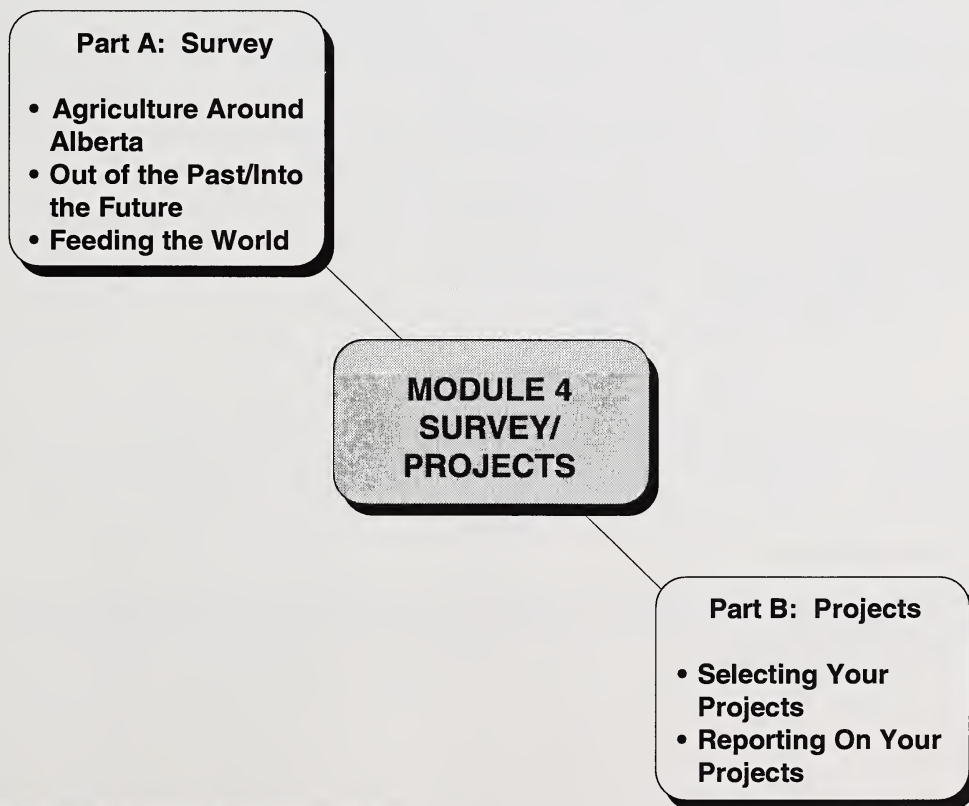 Part A: Survey
• Agriculture Around
Alberta
• Out of the Past/Into
the Future
• Feeding the World
MODULE 4
SURVEY/
PROJECTS
Part B: Projects
• Selecting Your
Projects
• Reporting On Your
Projects